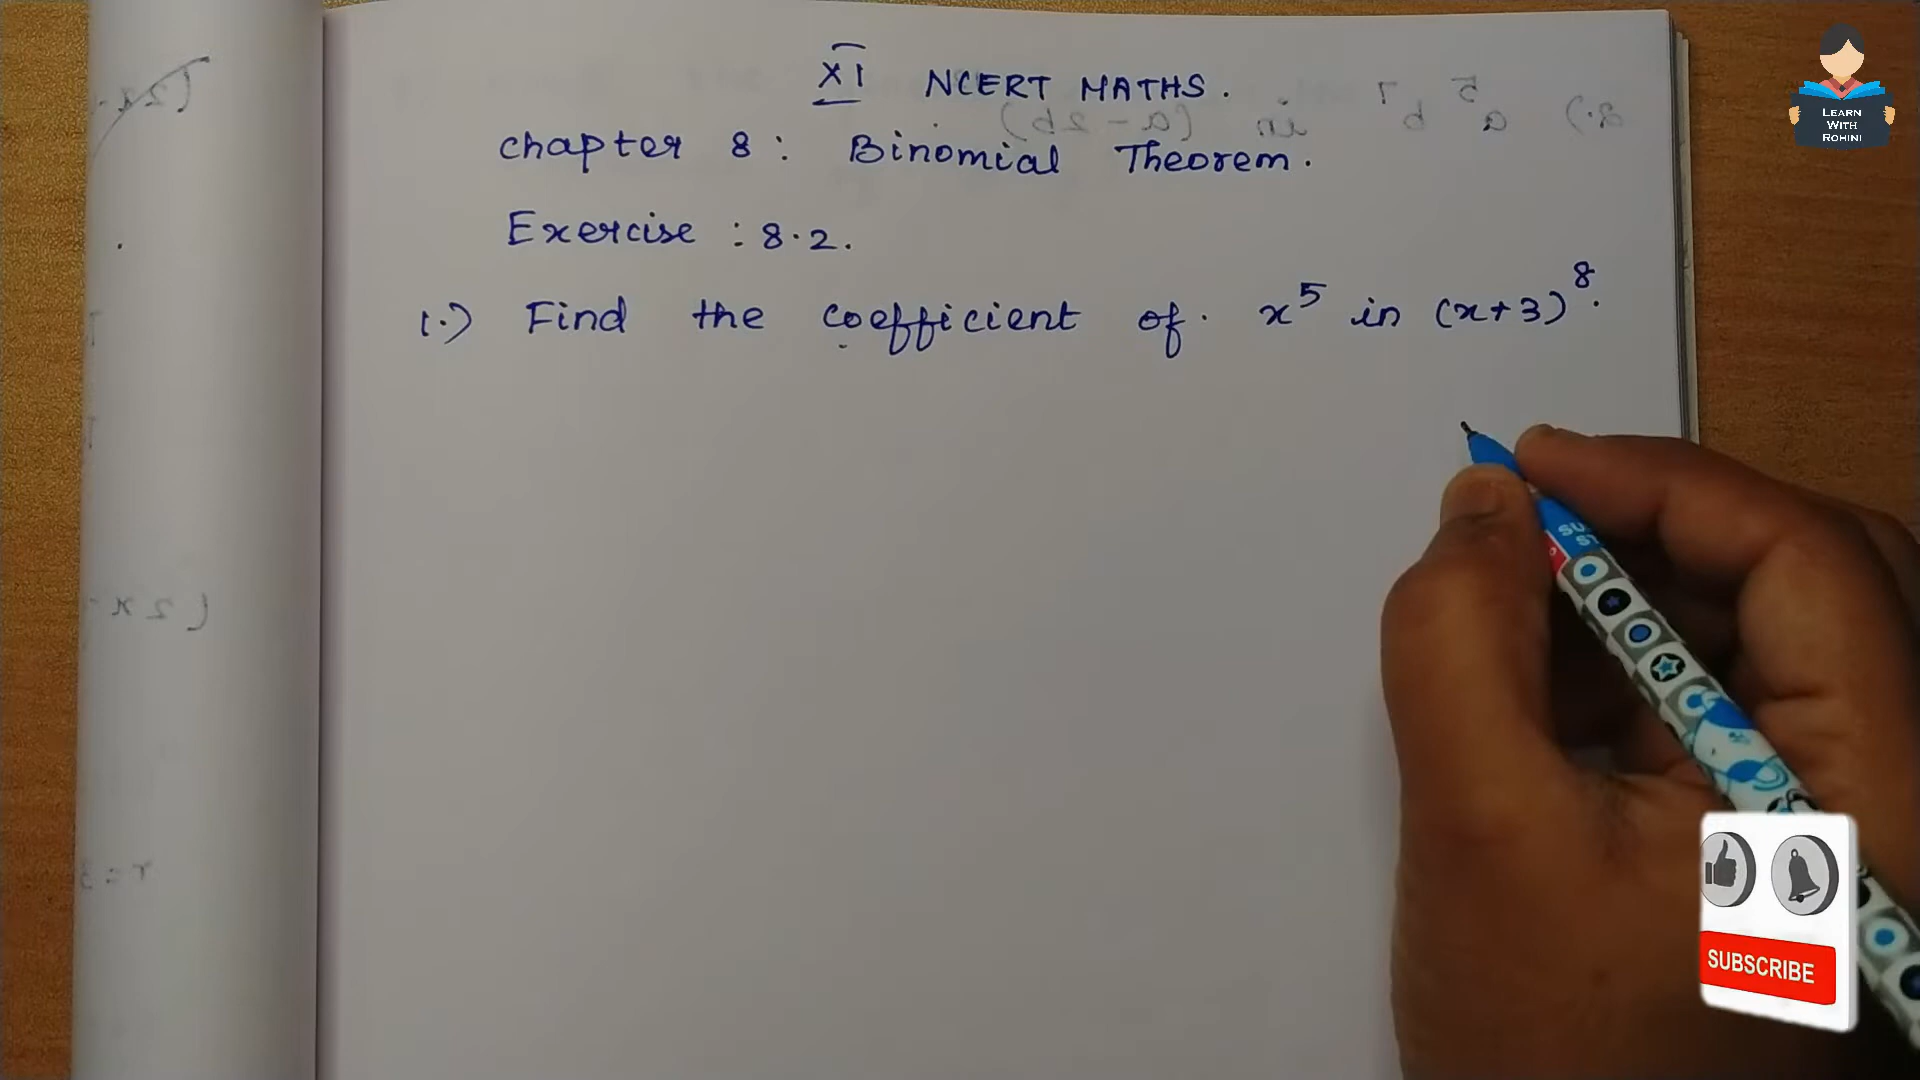 XI NCERT MATHS.
chapter 8 : Binomial Theorem.
Exercise : 8.2.
1.) Find the coefficient of x⁵ in (x+3)⁸.
LEARN
WITH
ROHINI
SUBSCRIBE